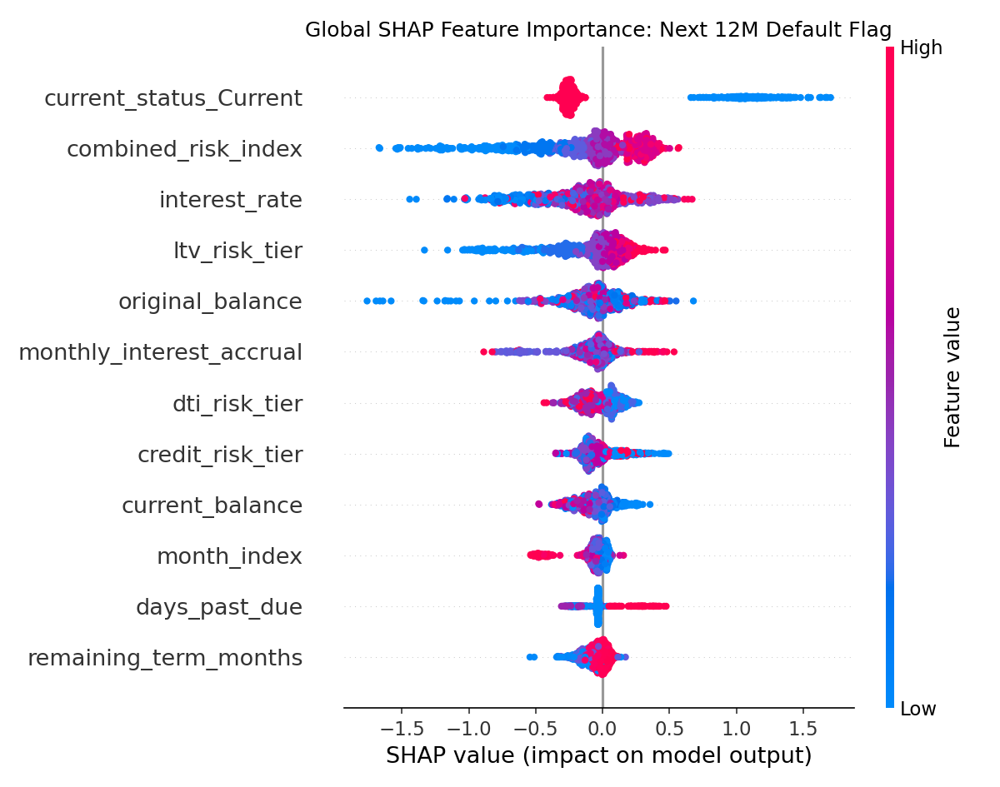 Global SHAP Feature Importance: Next 12M Default Flag
High
current_status_Current
combined_risk_index
interest_rate
ltv_risk_tier
original_balance
monthly_interest_accrual
dti_risk_tier
credit_risk_tier
current_balance
month_index
days_past_due
remaining_term_months
Feature value
Low
−1.5 −1.0 −0.5 0.0 0.5 1.0 1.5
SHAP value (impact on model output)